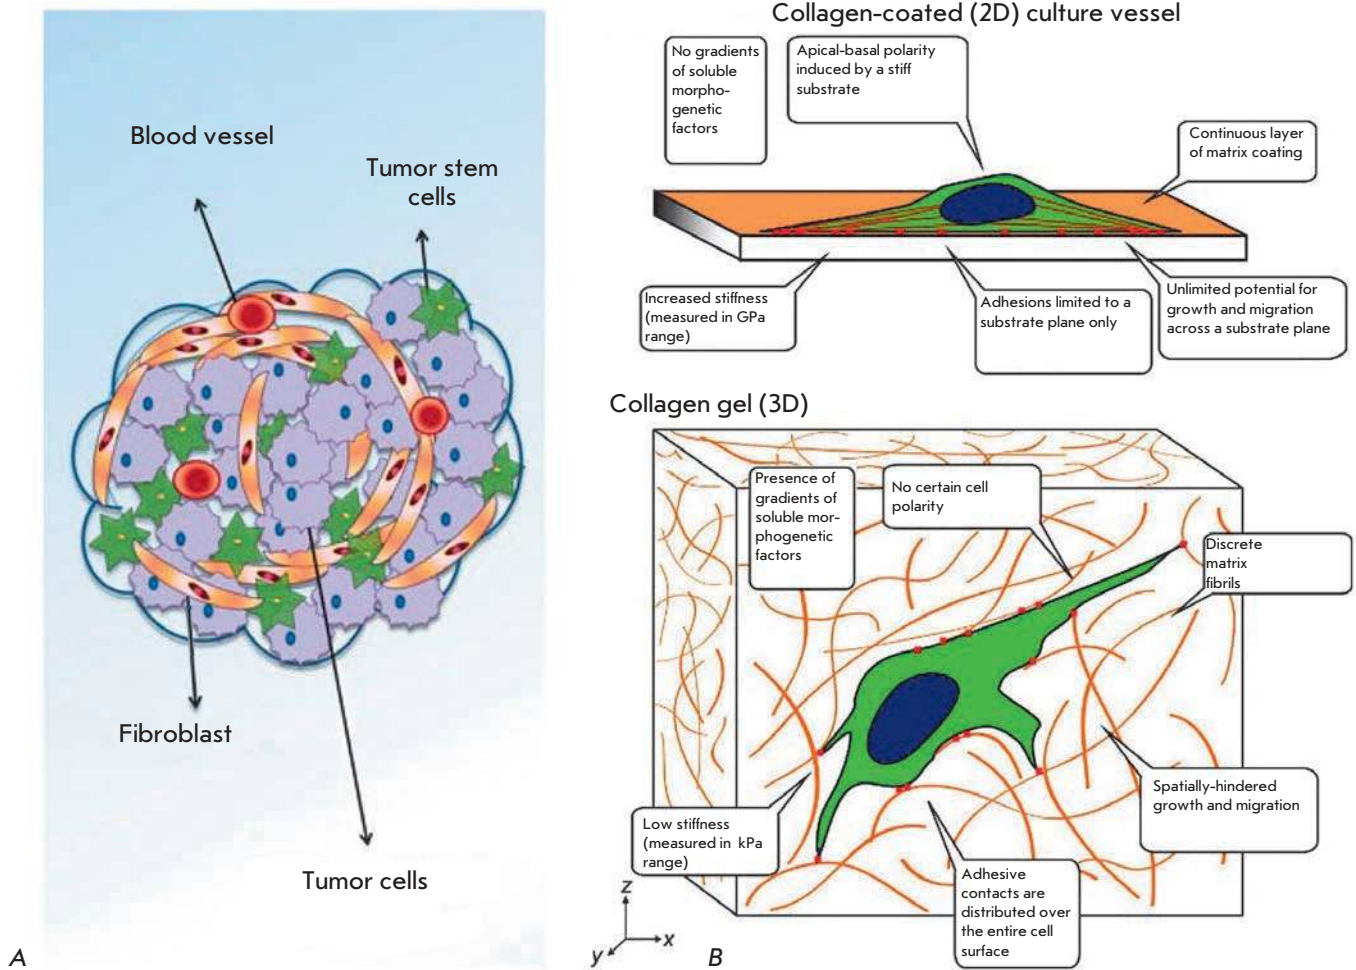 Blood vessel
Tumor stem
cells
Fibroblast
Tumor cells
A
Collagen-coated (2D) culture vessel
No gradients
of soluble
morpho-
genetic
factors
Apical-basal polarity
induced by a stiff
substrate
Continuous layer
of matrix coating
Increased stiffness
(measured in GPa
range)
Adhesions limited to a
substrate plane only
Unlimited potential for
growth and migration
across a substrate plane
Collagen gel (3D)
Presence of
gradients of
soluble mor-
phogenetic
factors
No certain cell
polarity
Discrete
matrix
fibrils
Spatially-hindered
growth and migration
Low stiffness
(measured in kPa
range)
Adhesive
contacts are
distributed over
the entire cell
surface
z
x
y
B